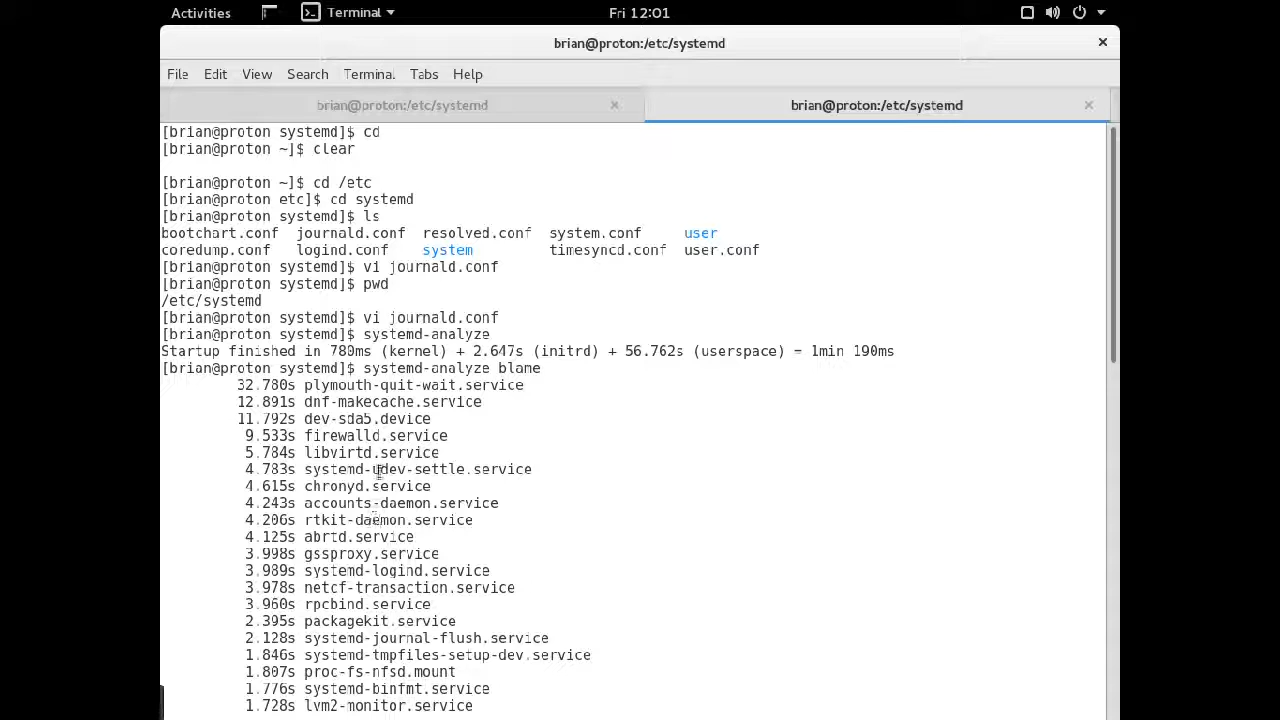 Activities Terminal Fri 12:01
brian@proton:/etc/systemd
File Edit View Search Terminal Tabs Help
brian@proton:/etc/systemd brian@proton:/etc/systemd
[brian@proton systemd]$ cd
[brian@proton ~]$ clear
[brian@proton ~]$ cd /etc
[brian@proton etc]$ cd systemd
[brian@proton systemd]$ ls
bootchart.conf journald.conf resolved.conf system.conf user
coredump.conf logind.conf system timesyncd.conf user.conf
[brian@proton systemd]$ vi journald.conf
[brian@proton systemd]$ pwd
/etc/systemd
[brian@proton systemd]$ vi journald.conf
[brian@proton systemd]$ systemd-analyze
Startup finished in 780ms (kernel) + 2.647s (initrd) + 56.762s (userspace) = 1min 190ms
[brian@proton systemd]$ systemd-analyze blame
32.780s plymouth-quit-wait.service
12.891s dnf-makecache.service
11.792s dev-sda5.device
9.533s firewalld.service
5.784s libvirtd.service
4.783s systemd-udev-settle.service
4.615s chronyd.service
4.243s accounts-daemon.service
4.206s rtkit-daemon.service
4.125s abrtd.service
3.998s gssproxy.service
3.989s systemd-logind.service
3.978s netcf-transaction.service
3.960s rpcbind.service
2.395s packagekit.service
2.128s systemd-journal-flush.service
1.846s systemd-tmpfiles-setup-dev.service
1.807s proc-fs-nfsd.mount
1.776s systemd-binfmt.service
1.728s lvm2-monitor.service